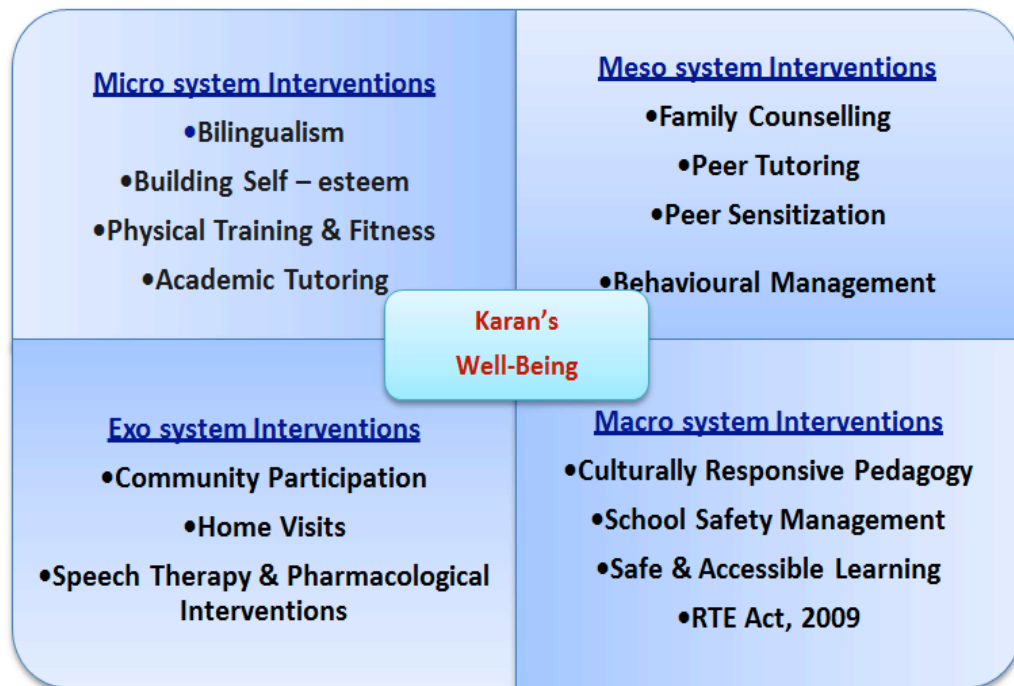 Micro system Interventions
•Bilingualism
•Building Self – esteem
•Physical Training & Fitness
•Academic Tutoring
Meso system Interventions
•Family Counselling
•Peer Tutoring
•Peer Sensitization
•Behavioural Management
Karan's
Well-Being
Exo system Interventions
•Community Participation
•Home Visits
•Speech Therapy & Pharmacological
Interventions
Macro system Interventions
•Culturally Responsive Pedagogy
•School Safety Management
•Safe & Accessible Learning
•RTE Act, 2009